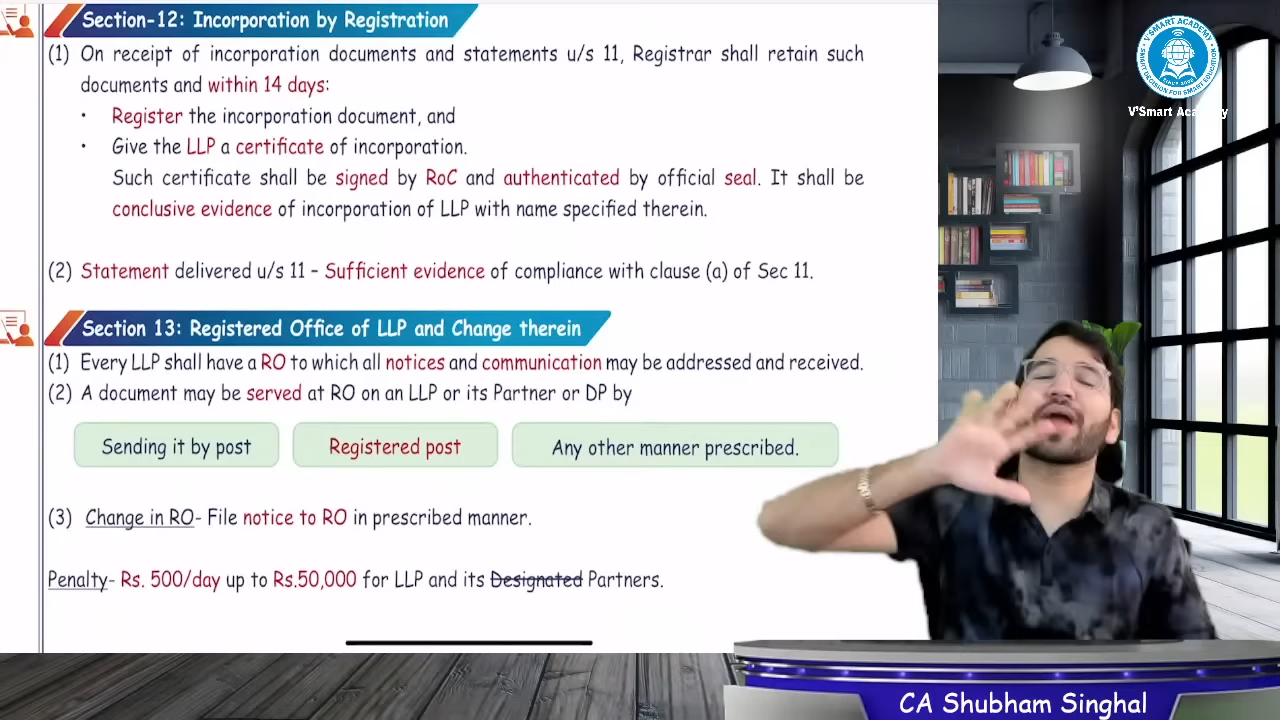 Section-12: Incorporation by Registration
(1) On receipt of incorporation documents and statements u/s 11, Registrar shall retain such
documents and within 14 days:
• Register the incorporation document, and
• Give the LLP a certificate of incorporation.
Such certificate shall be signed by RoC and authenticated by official seal. It shall be
conclusive evidence of incorporation of LLP with name specified therein.
(2) Statement delivered u/s 11 – Sufficient evidence of compliance with clause (a) of Sec 11.
Section 13: Registered Office of LLP and Change therein
(1) Every LLP shall have a RO to which all notices and communication may be addressed and received.
(2) A document may be served at RO on an LLP or its Partner or DP by
Sending it by post
Registered post
Any other manner prescribed.
(3) Change in RO- File notice to RO in prescribed manner.
Penalty- Rs. 500/day up to Rs.50,000 for LLP and its Designated Partners.
V'SMART ACADEMY
SMART DECISION FOR SMART EDUCATION
V'Smart Academy
CA Shubham Singhal